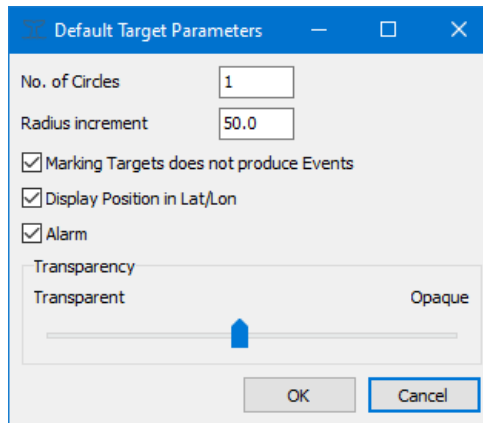 Default Target Parameters
No. of Circles 1
Radius increment 50.0
Marking Targets does not produce Events
Display Position in Lat/Lon
Alarm
Transparency
Transparent Opaque
OK Cancel